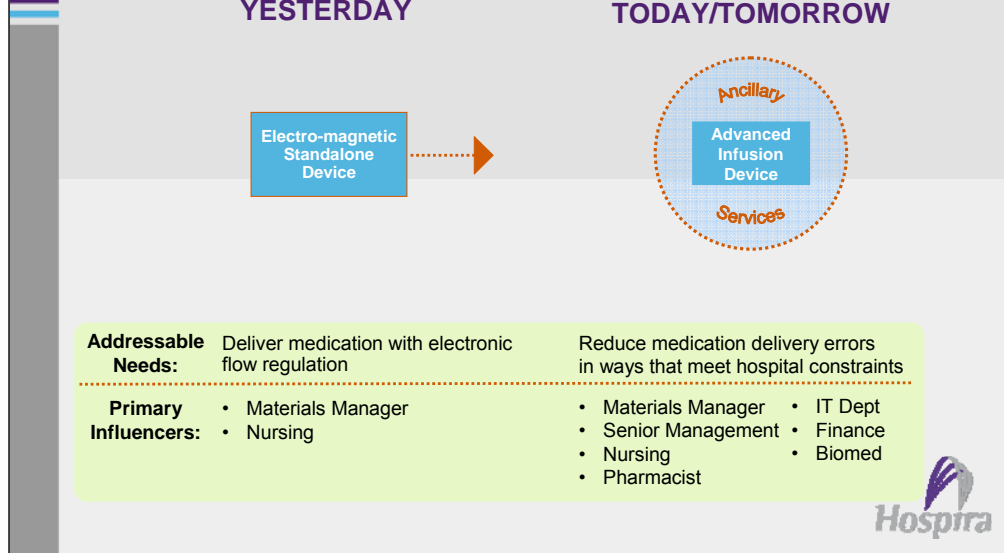 YESTERDAY
TODAY/TOMORROW
Electro-magnetic
Standalone
Device
Ancillary
Advanced
Infusion
Device
Services
Addressable
Needs:
Deliver medication with electronic
flow regulation
Reduce medication delivery errors
in ways that meet hospital constraints
Primary
Influencers:
• Materials Manager
• Nursing
• Materials Manager
• Senior Management
• Nursing
• Pharmacist
• IT Dept
• Finance
• Biomed
Hospira